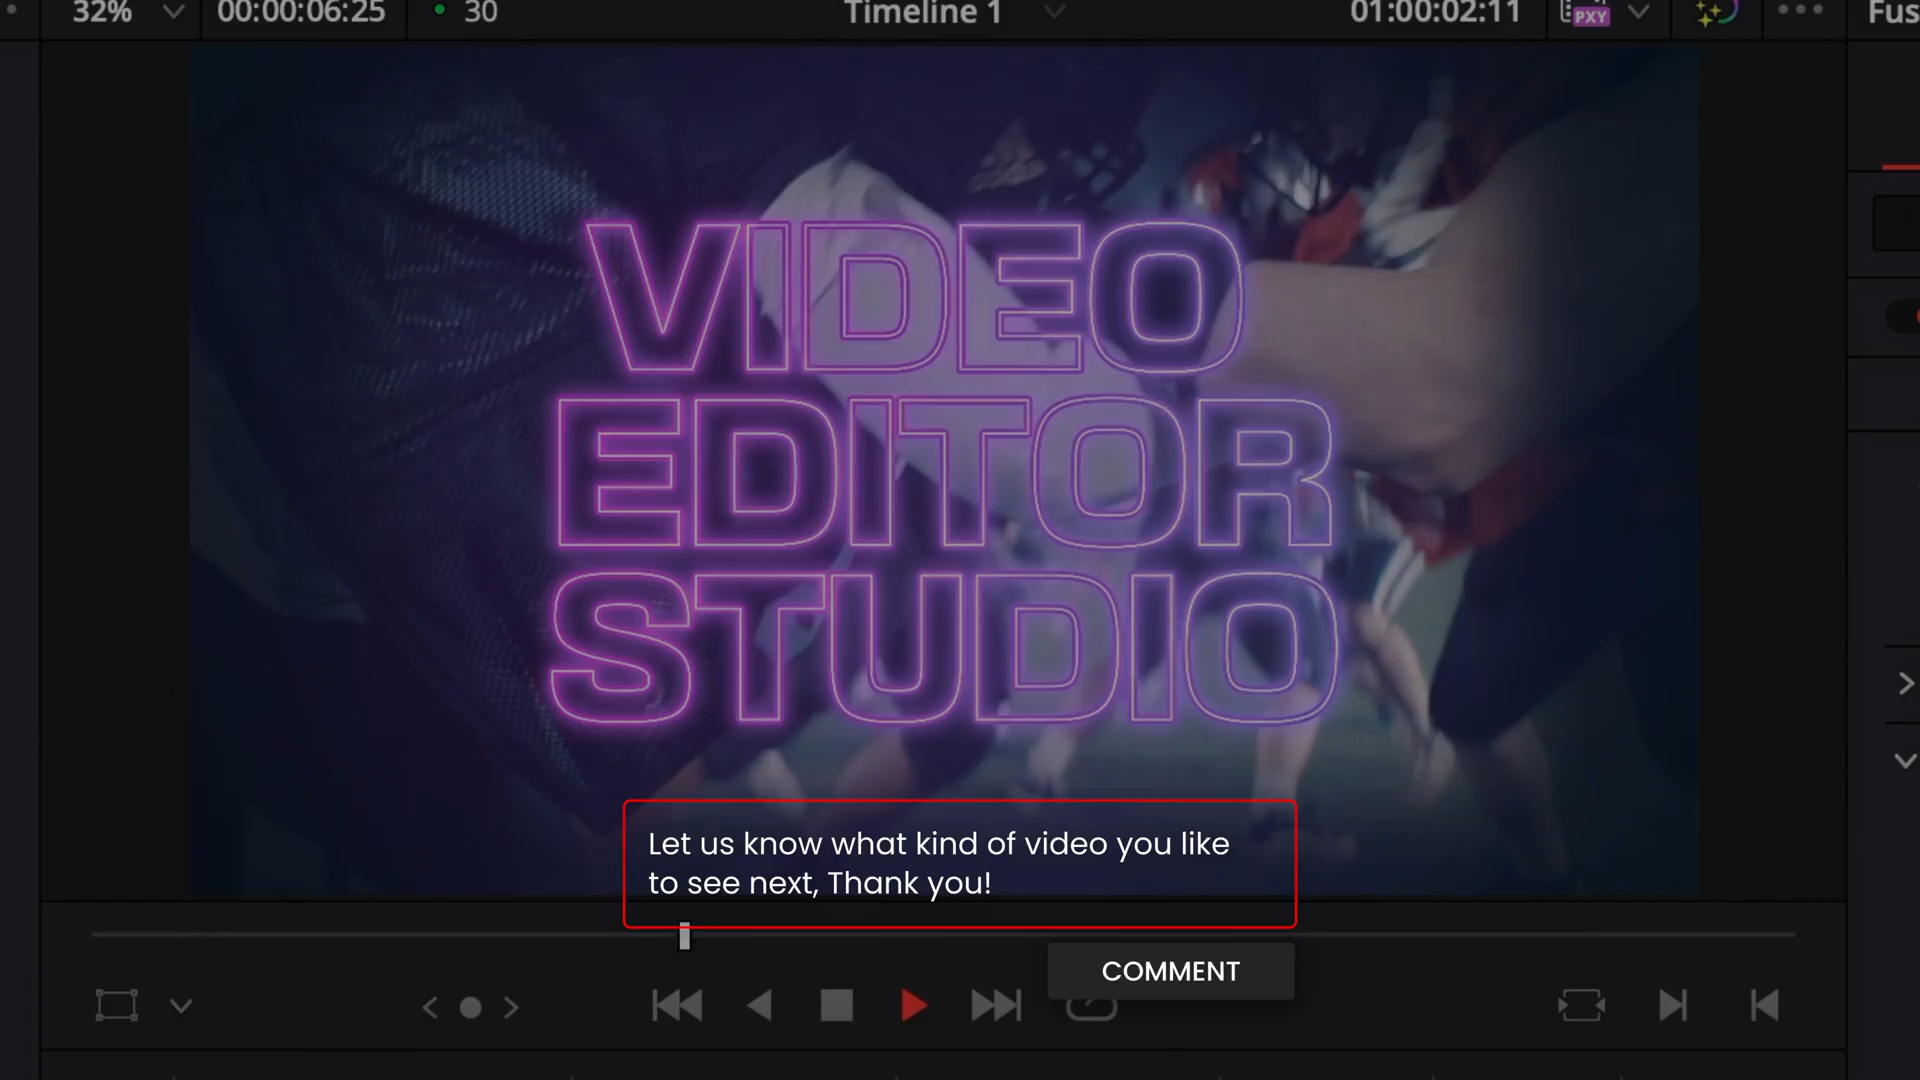 32%
00:00:06:25
30
Timeline 1
01:00:02:11
PXY
Fus
VIDEO
EDITOR
STUDIO
Let us know what kind of video you like
to see next, Thank you!
COMMENT